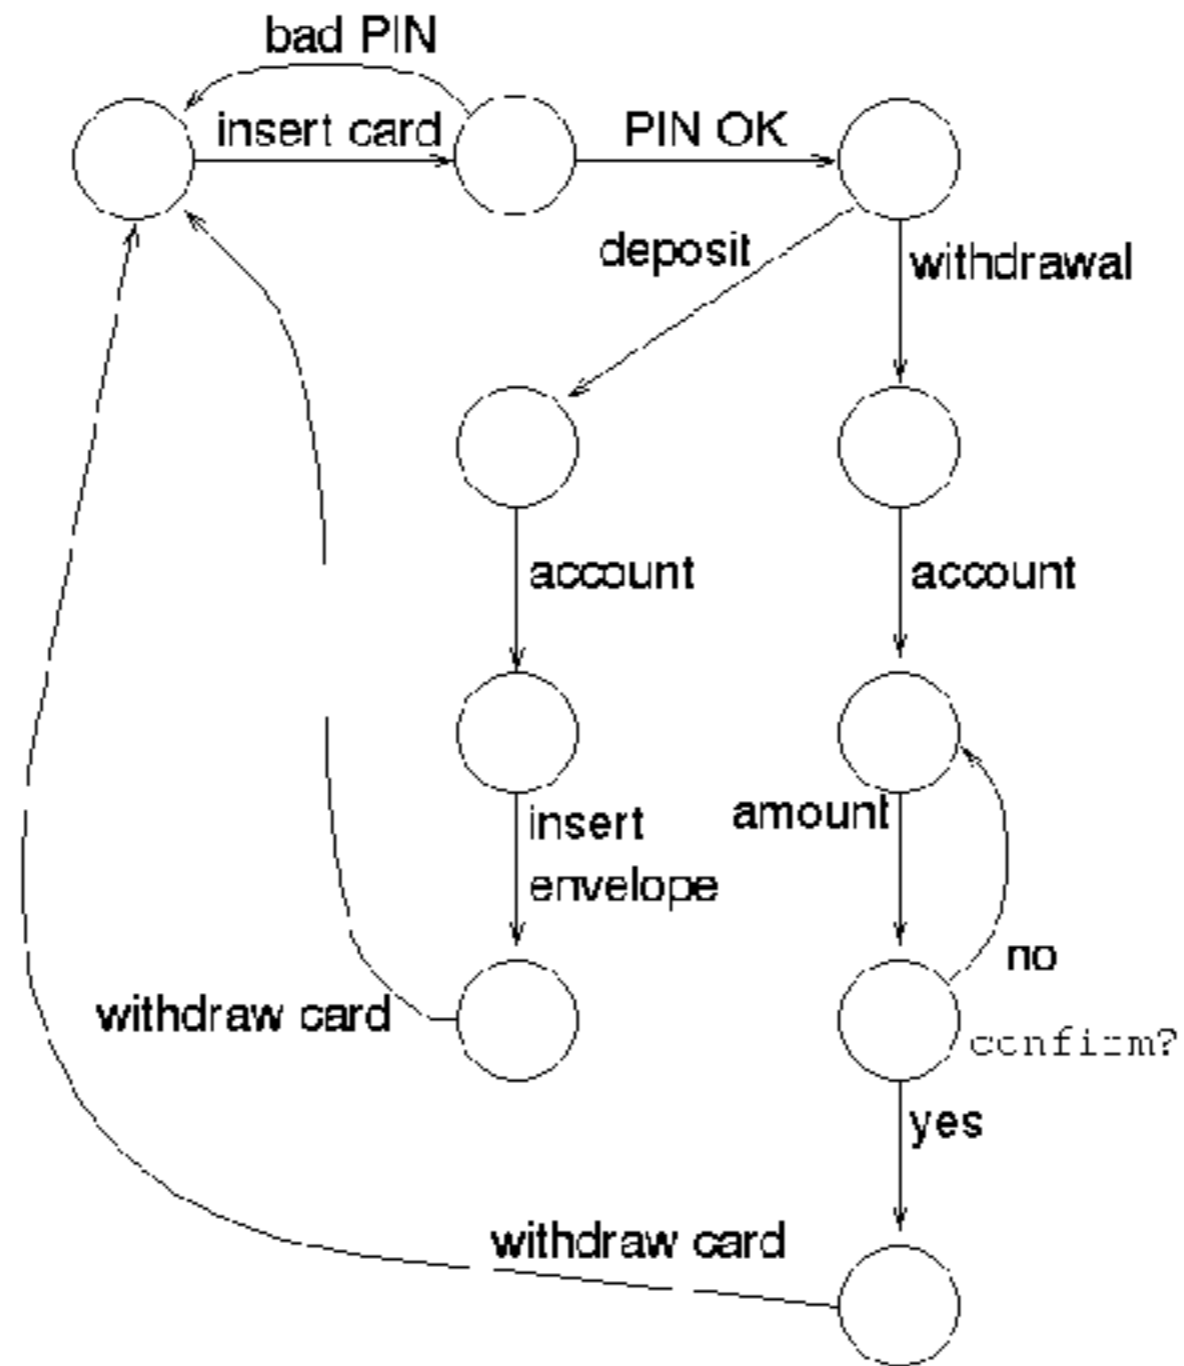 bad PIN
insert card
PIN OK
deposit
withdrawal
account
account
insert
envelope
amount
no
withdraw card
confirm?
yes
withdraw card